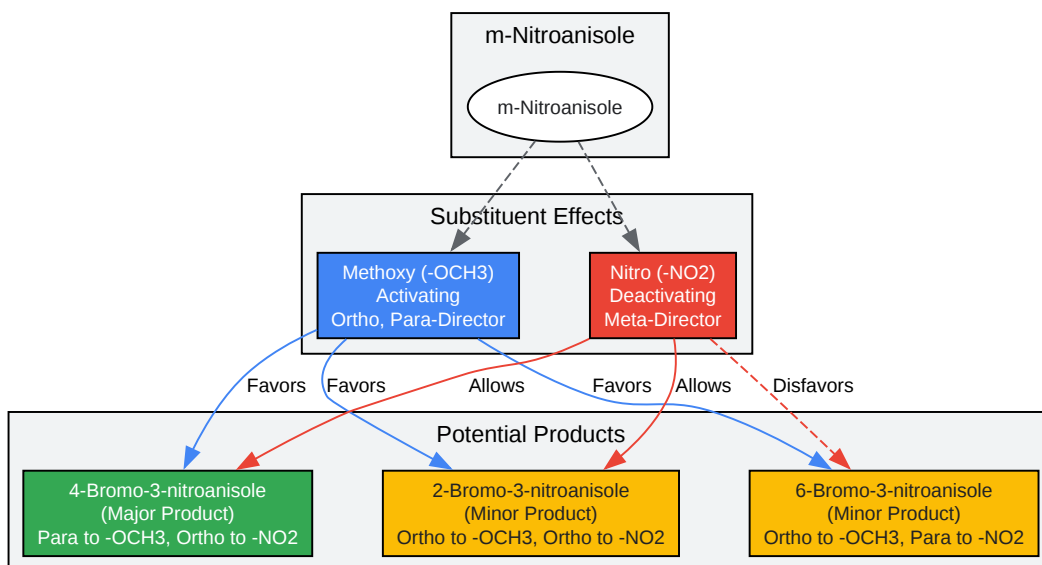 m-Nitroanisole
m-Nitroanisole
Substituent Effects
Methoxy (-OCH3)
Activating
Ortho, Para-Director
Nitro (-NO2)
Deactivating
Meta-Director
Favors
Favors
Allows
Favors
Allows
Disfavors
Potential Products
4-Bromo-3-nitroanisole
(Major Product)
Para to -OCH3, Ortho to -NO2
2-Bromo-3-nitroanisole
(Minor Product)
Ortho to -OCH3, Ortho to -NO2
6-Bromo-3-nitroanisole
(Minor Product)
Ortho to -OCH3, Para to -NO2